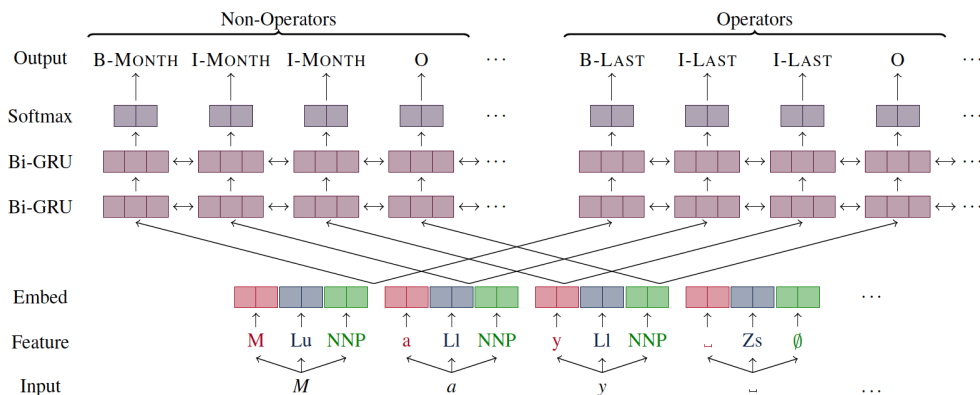 Non-Operators Operators
Output B-MONTH I-MONTH I-MONTH O ... B-LAST I-LAST I-LAST O ...
Softmax ... ...
Bi-GRU ... ...
Bi-GRU ... ...
Embed ...
Feature M Lu NNP a Ll NNP y Ll NNP ␣ Zs ∅
Input M a y ␣ ...